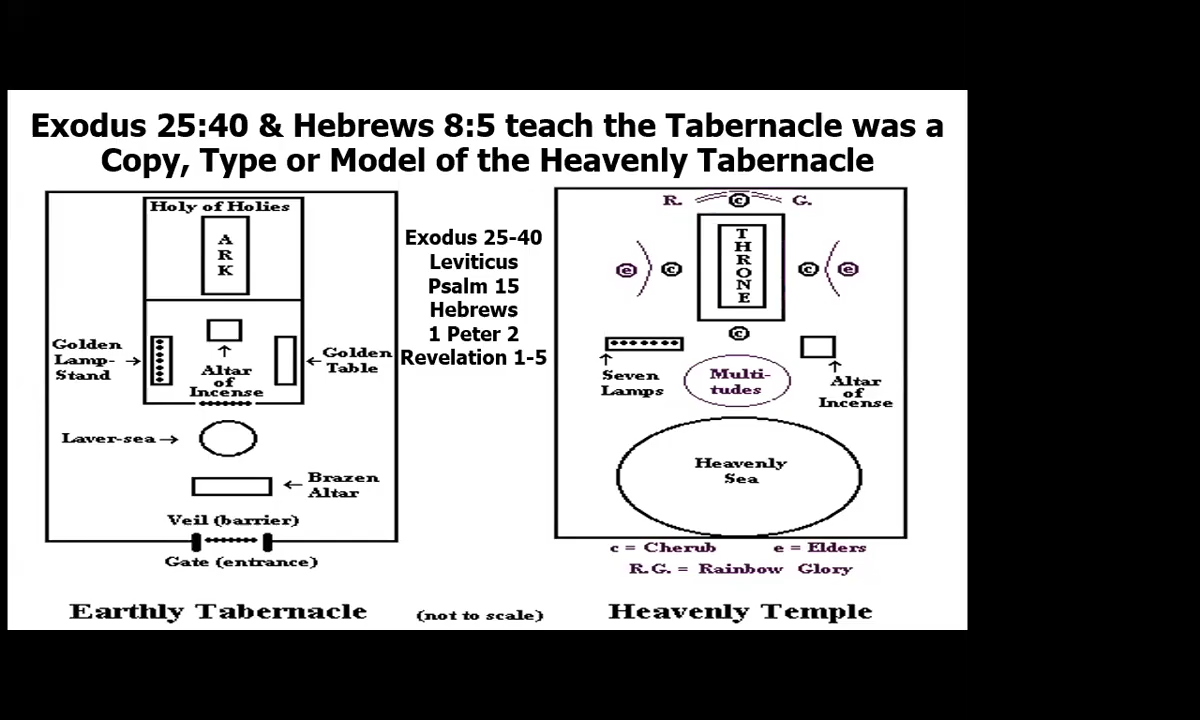 Exodus 25:40 & Hebrews 8:5 teach the Tabernacle was a
Copy, Type or Model of the Heavenly Tabernacle
Holy of Holies
A
R
K
Golden
Lamp-
Stand
Altar
of
Incense
Golden
Table
Laver-sea
Brazen
Altar
Veil (barrier)
Gate (entrance)
Earthly Tabernacle
Exodus 25-40
Leviticus
Psalm 15
Hebrews
1 Peter 2
Revelation 1-5
(not to scale)
R. c G.
T
H
R
O
N
E
e c c e
c
Seven
Lamps
Multi-
tudes
Altar
of
Incense
Heavenly
Sea
c = Cherub e = Elders
R.G. = Rainbow Glory
Heavenly Temple